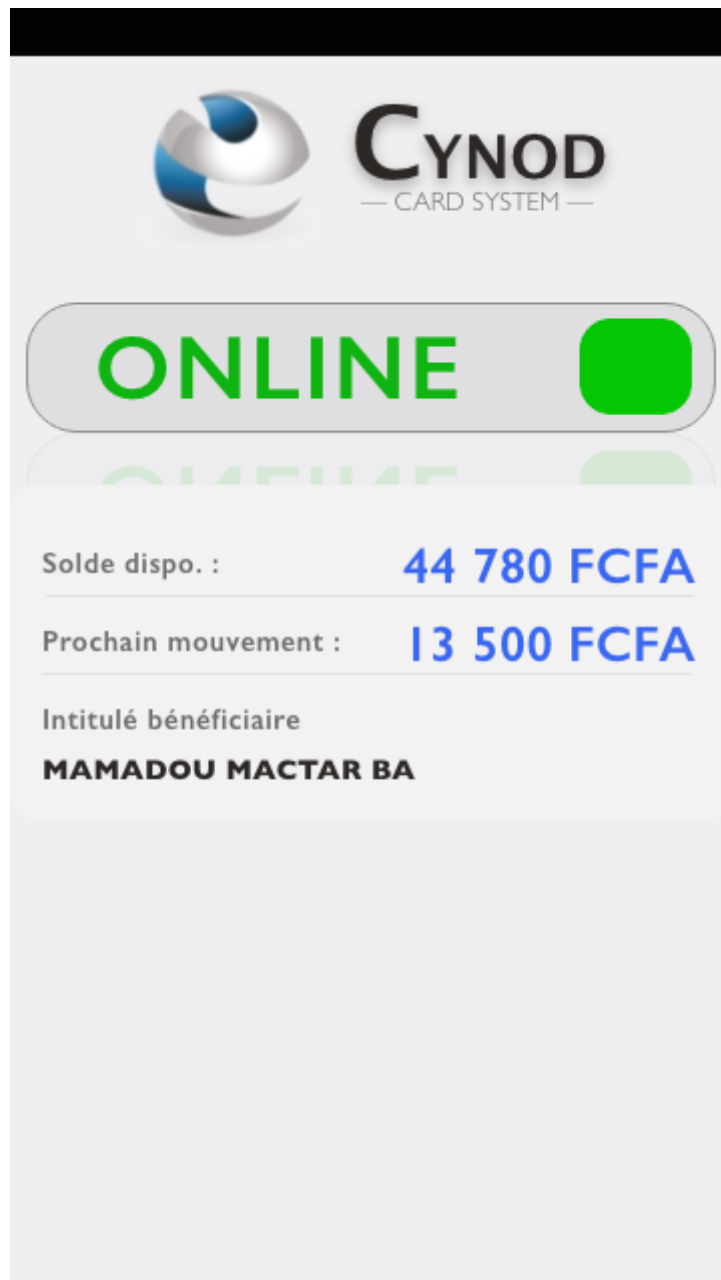 CYNOD
— CARD SYSTEM —
ONLINE
Solde dispo. : 44 780 FCFA
Prochain mouvement : 13 500 FCFA
Intitulé bénéficiaire
MAMADOU MACTAR BA